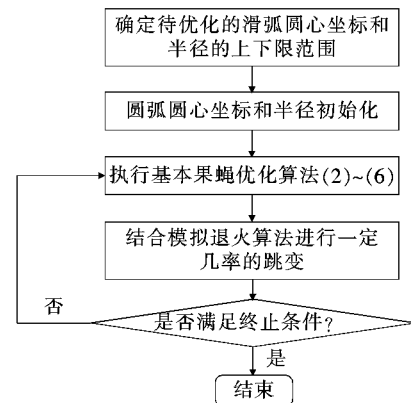 确定待优化的滑弧圆心坐标和
半径的上下限范围
圆弧圆心坐标和半径初始化
执行基本果蝇优化算法(2)~(6)
结合模拟退火算法进行一定
几率的跳变
否
是否满足终止条件?
是
结束